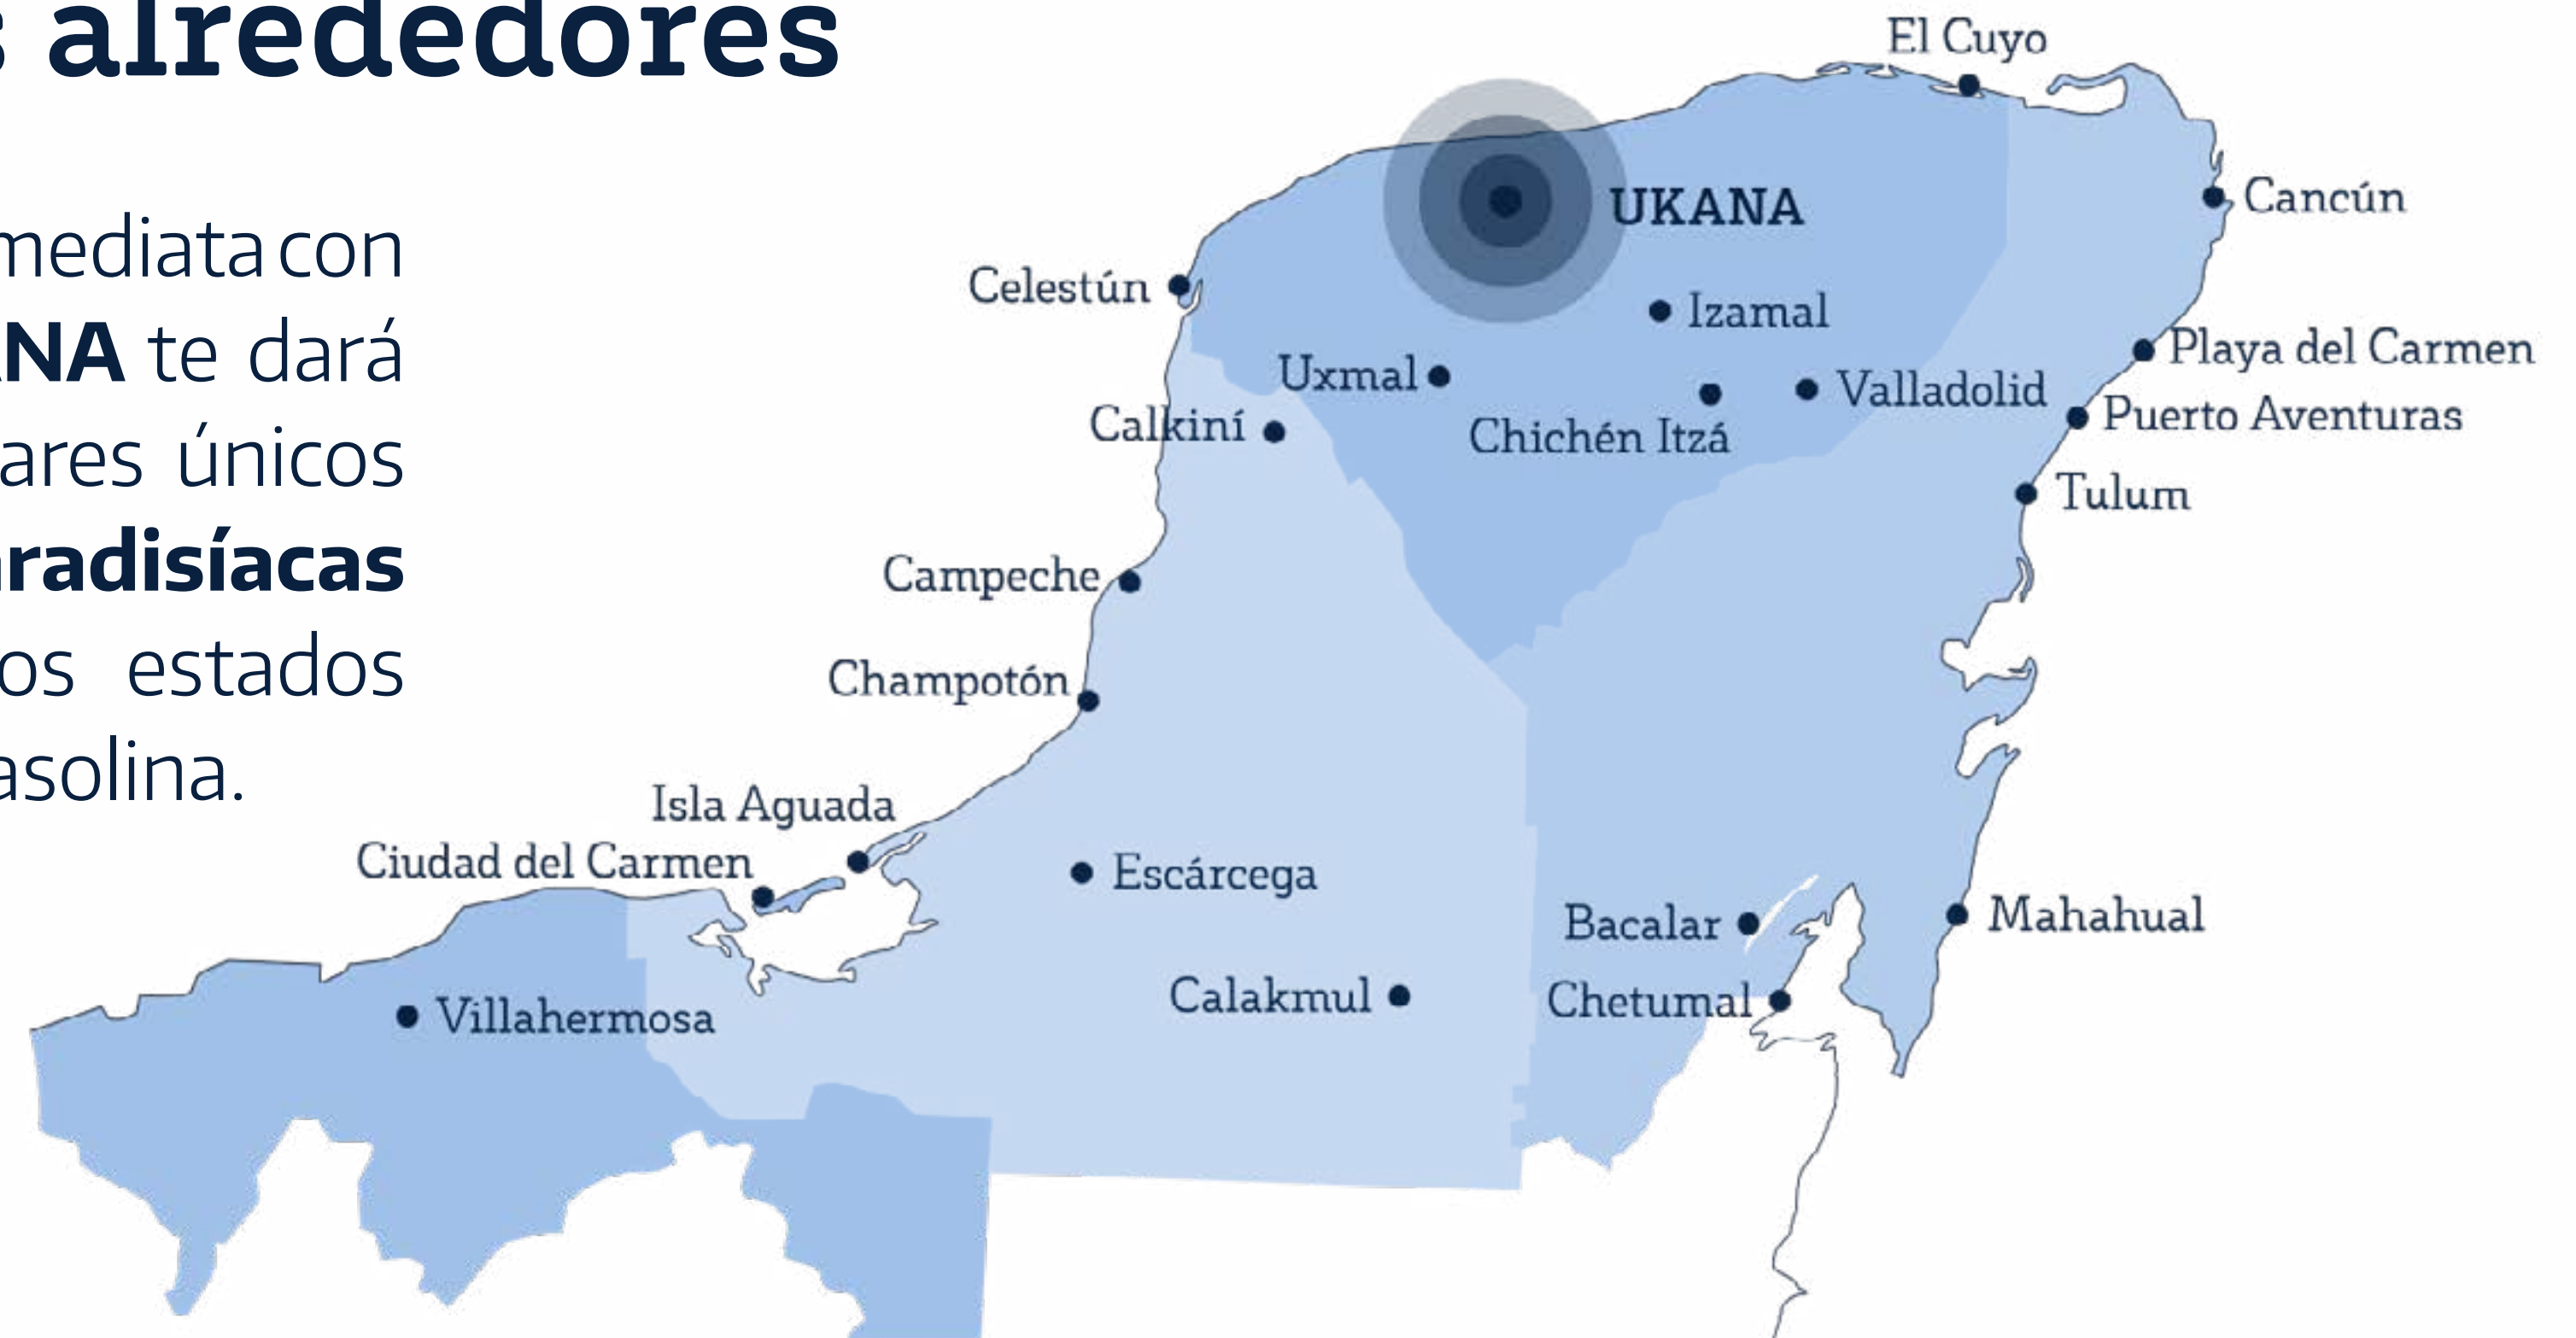 s alrededores
mediata con
ANA te dará
ares únicos
radisíacas
os estados
asolina.
El Cuyo
UKANA
Cancún
Celestún
Izamal
Uxmal
Playa del Carmen
Chichén Itzá
Valladolid
Calkiní
Puerto Aventuras
Tulum
Campeche
Champotón
Isla Aguada
Ciudad del Carmen
Escárcega
Bacalar
Mahahual
Calakmul
Chetumal
Villahermosa